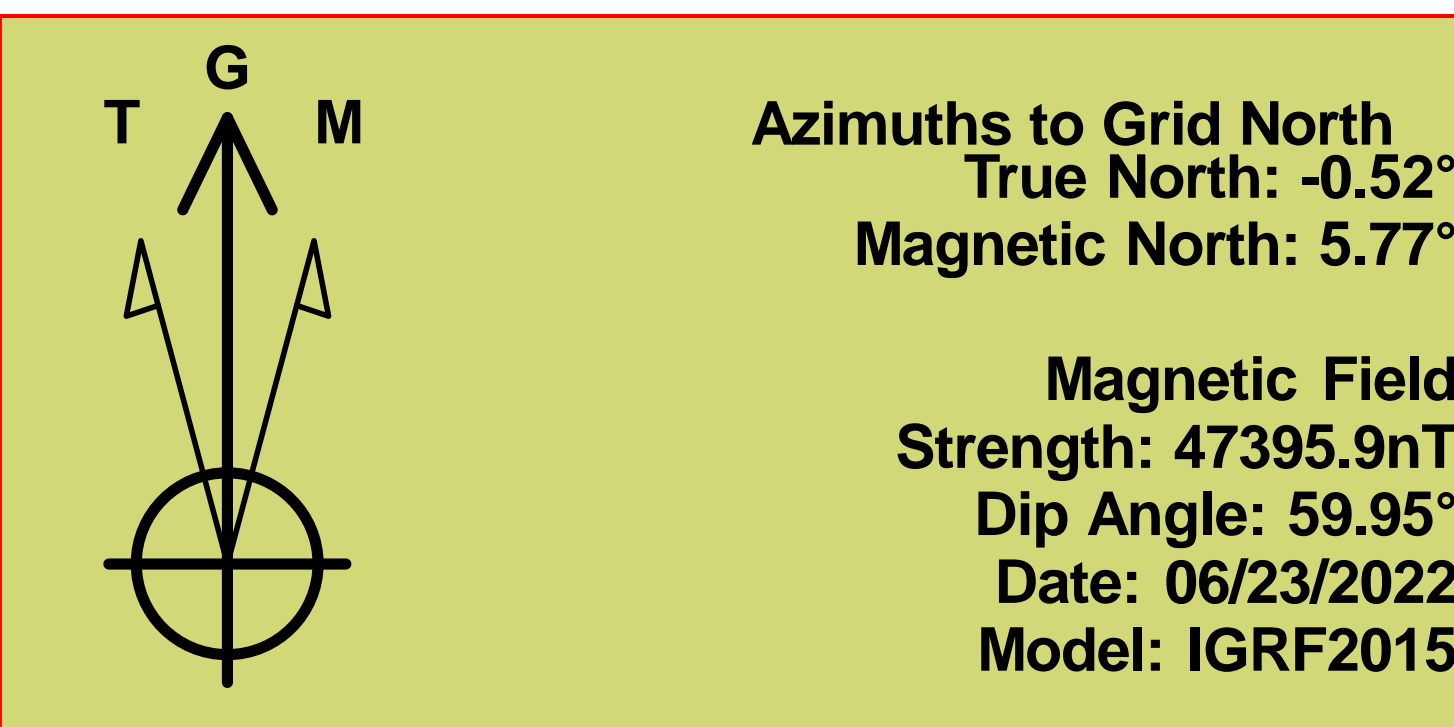 G
T M
Azimuths to Grid North
True North: -0.52°
Magnetic North: 5.77°
Magnetic Field
Strength: 47395.9nT
Dip Angle: 59.95°
Date: 06/23/2022
Model: IGRF2015